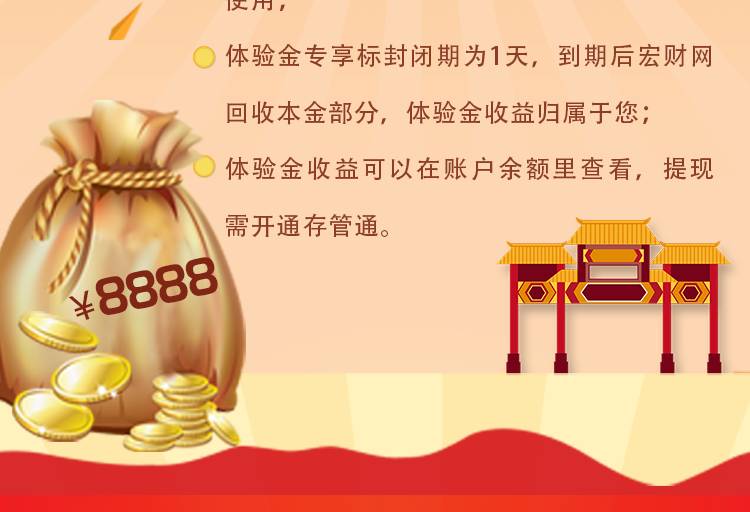 使用；
体验金专享标封闭期为1天，到期后宏财网
回收本金部分，体验金收益归属于您；
体验金收益可以在账户余额里查看，提现
需开通存管通。
¥8888